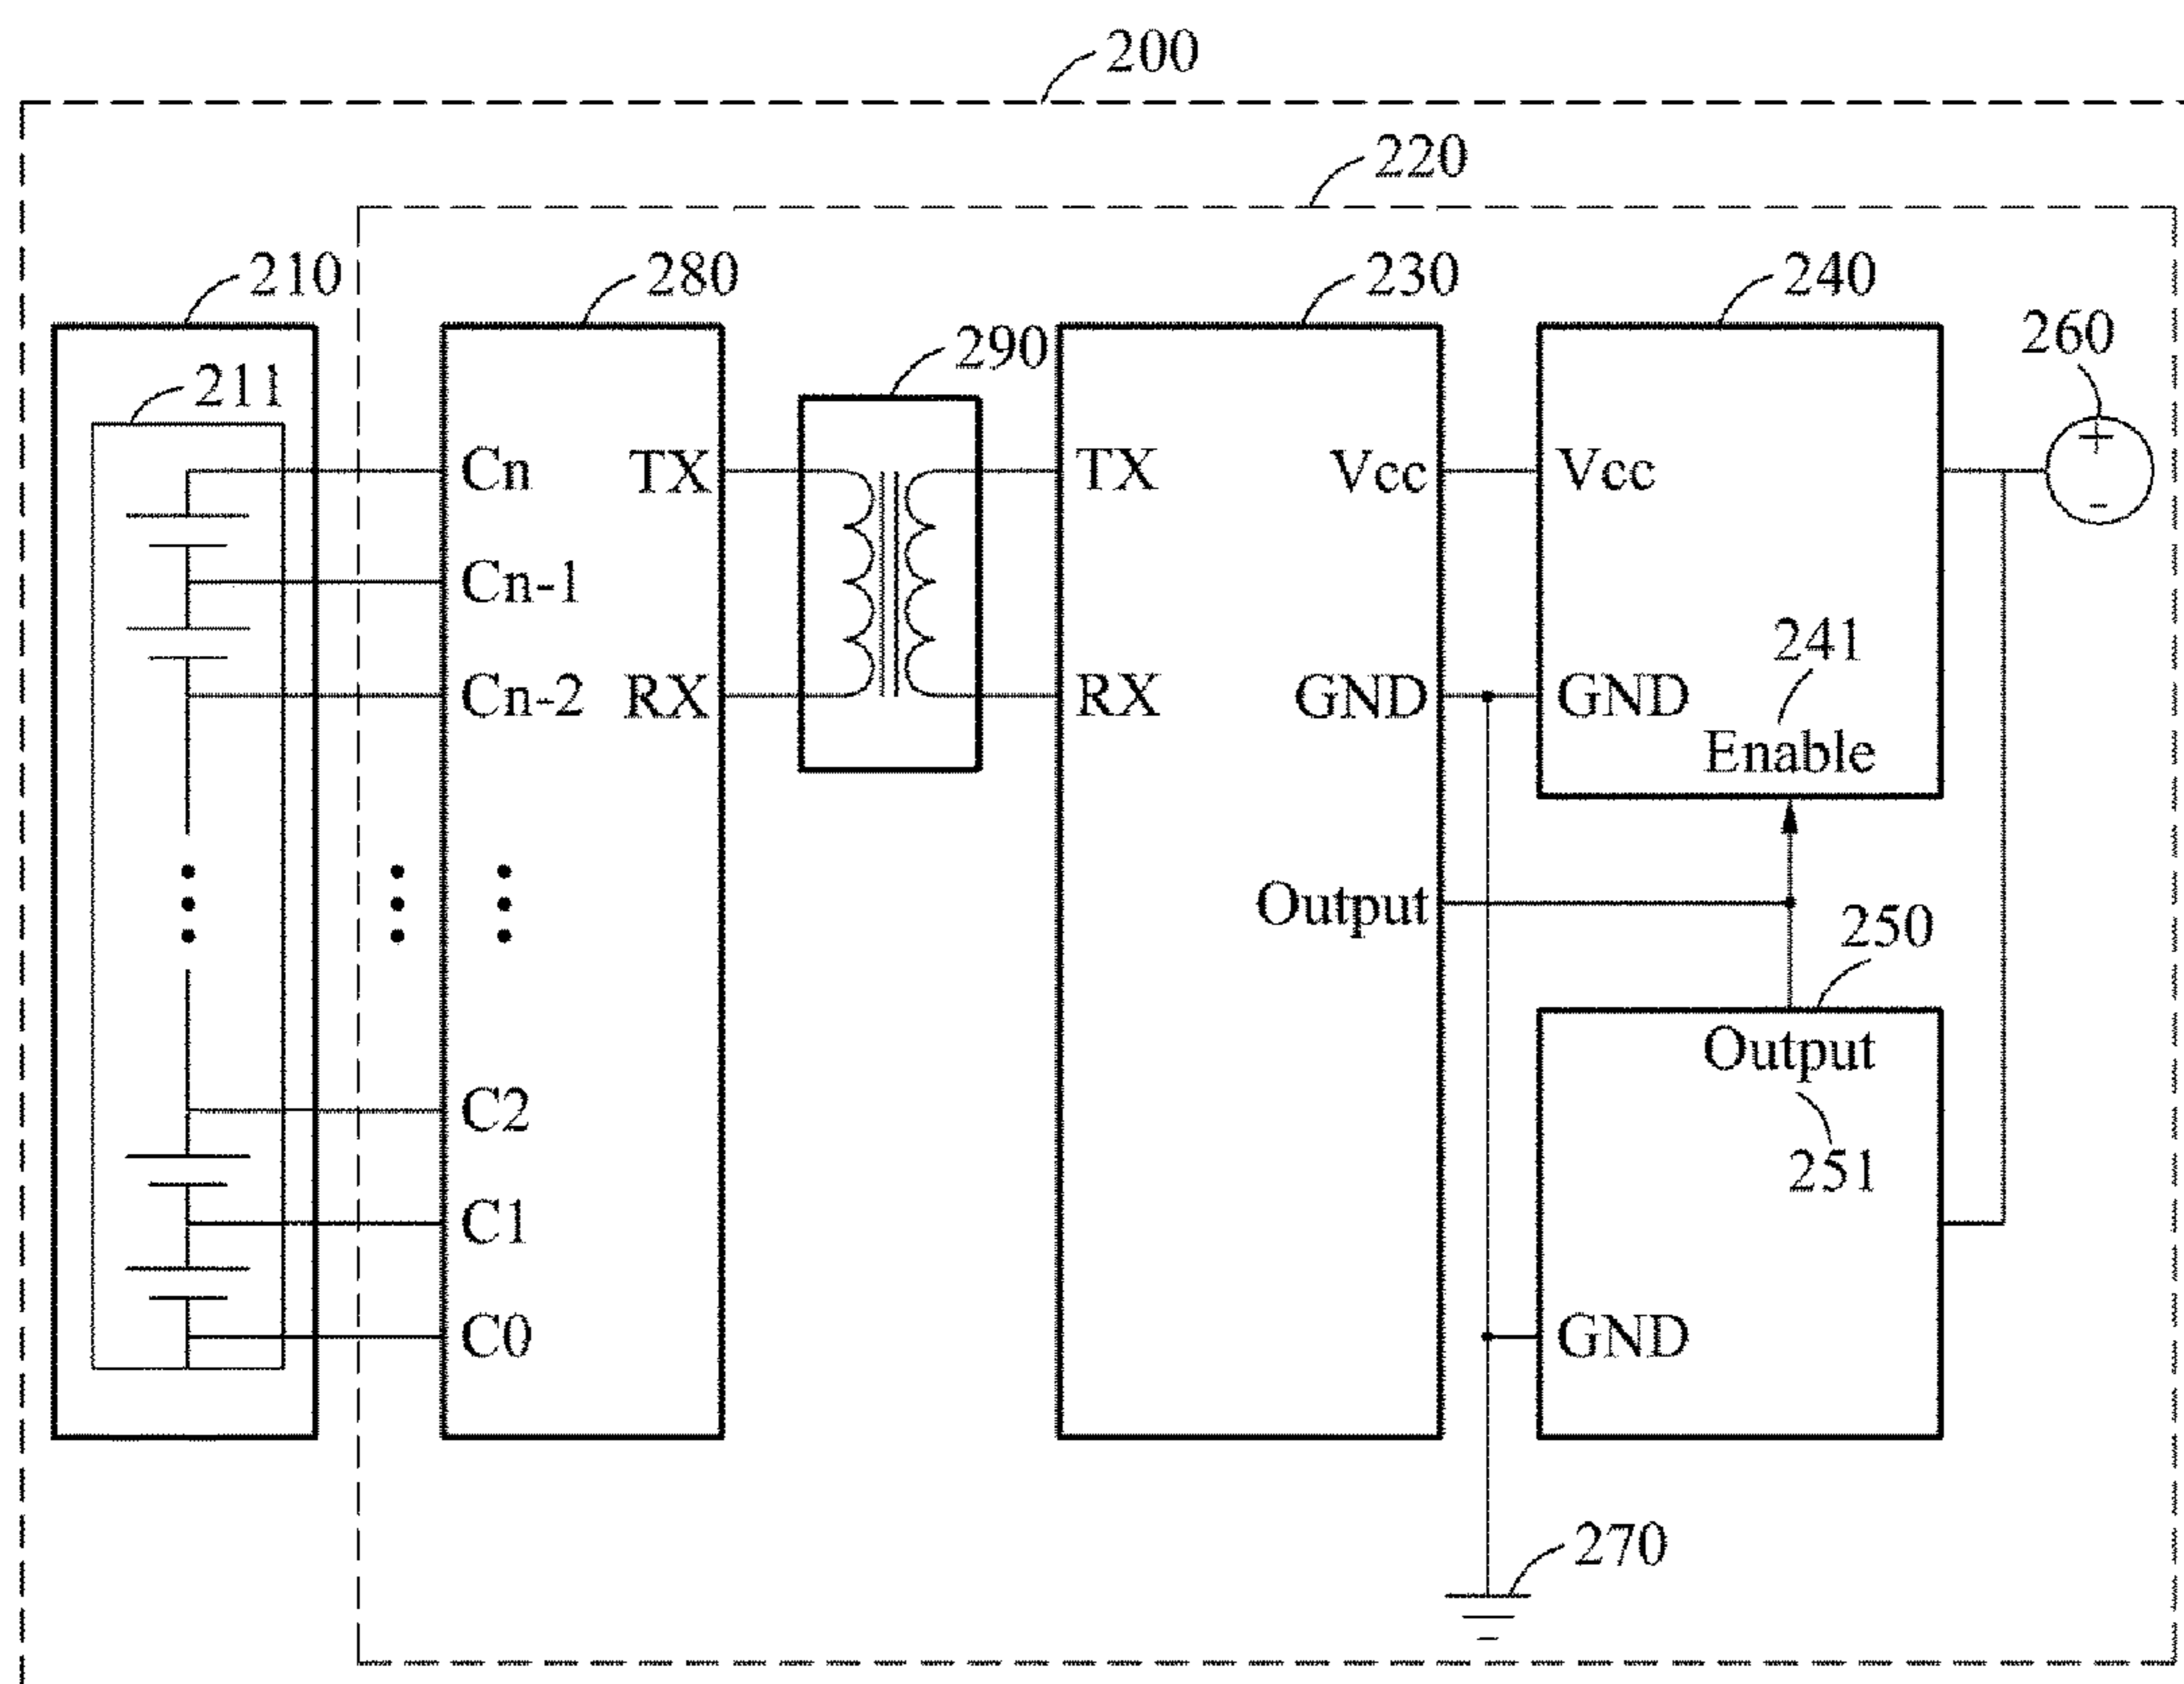 200
220
210
280
230
240
290
260
211
Cn
TX
TX
Vcc
Vcc
+
-
Cn-1
241
Cn-2
RX
RX
GND
GND
Enable
Output
250
Output
C2
251
C1
C0
GND
270